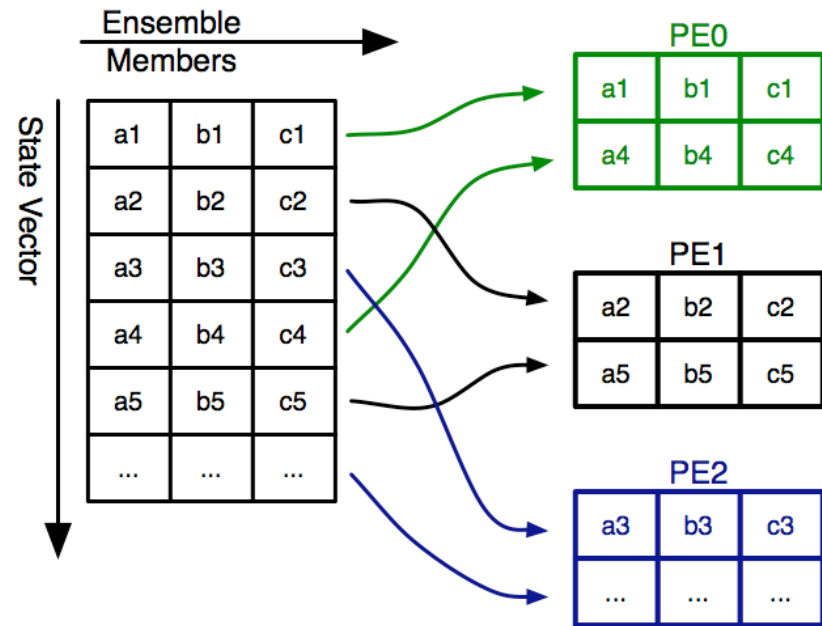 Ensemble
Members
State Vector
a1 b1 c1
a2 b2 c2
a3 b3 c3
a4 b4 c4
a5 b5 c5
... ... ...
PE0
a1 b1 c1
a4 b4 c4
PE1
a2 b2 c2
a5 b5 c5
PE2
a3 b3 c3
... ... ...